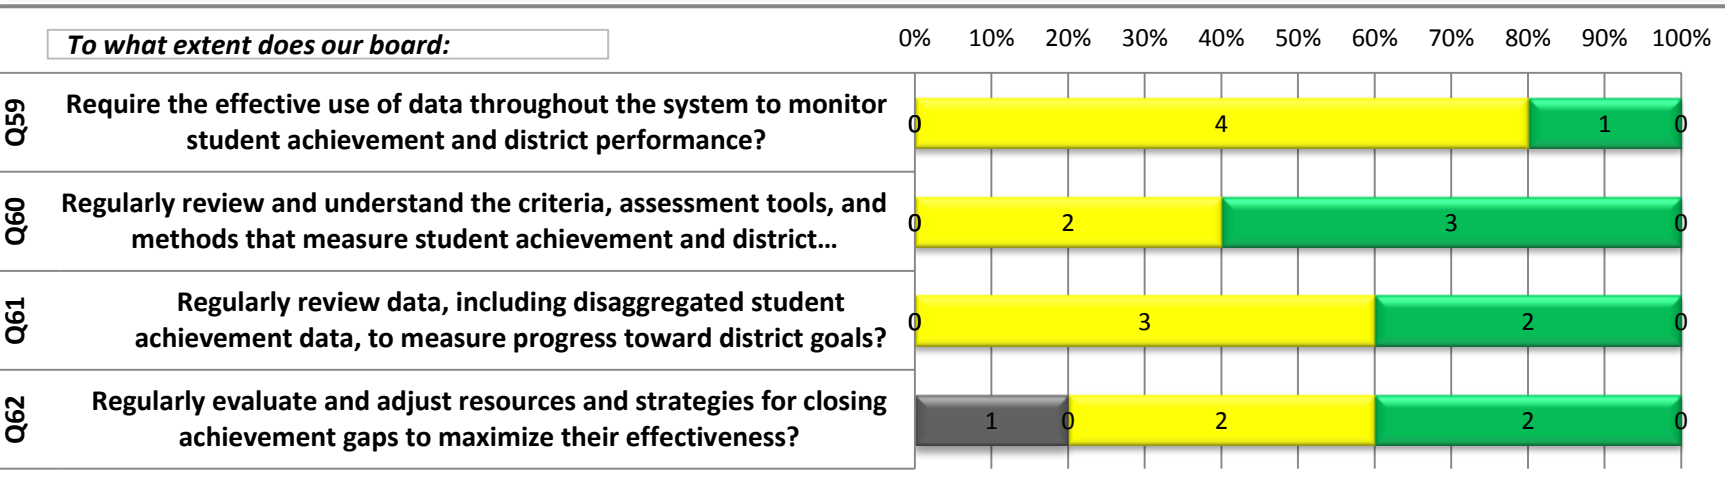 To what extent does our board:
0% 10% 20% 30% 40% 50% 60% 70% 80% 90% 100%
Q59
Require the effective use of data throughout the system to monitor
student achievement and district performance?
0 4 1 0
Q60
Regularly review and understand the criteria, assessment tools, and
methods that measure student achievement and district…
0 2 3 0
Q61
Regularly review data, including disaggregated student
achievement data, to measure progress toward district goals?
0 3 2 0
Q62
Regularly evaluate and adjust resources and strategies for closing
achievement gaps to maximize their effectiveness?
1 0 2 2 0